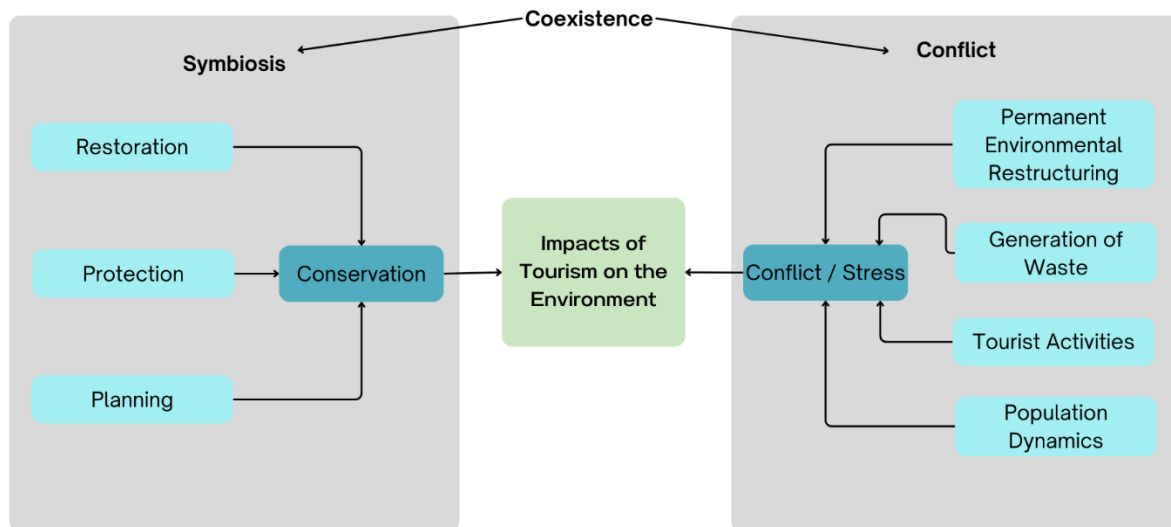 Coexistence
Symbiosis
Restoration
Protection
Planning
Conservation
Impacts of
Tourism on the
Environment
Conflict
Conflict / Stress
Permanent
Environmental
Restructuring
Generation of
Waste
Tourist Activities
Population
Dynamics